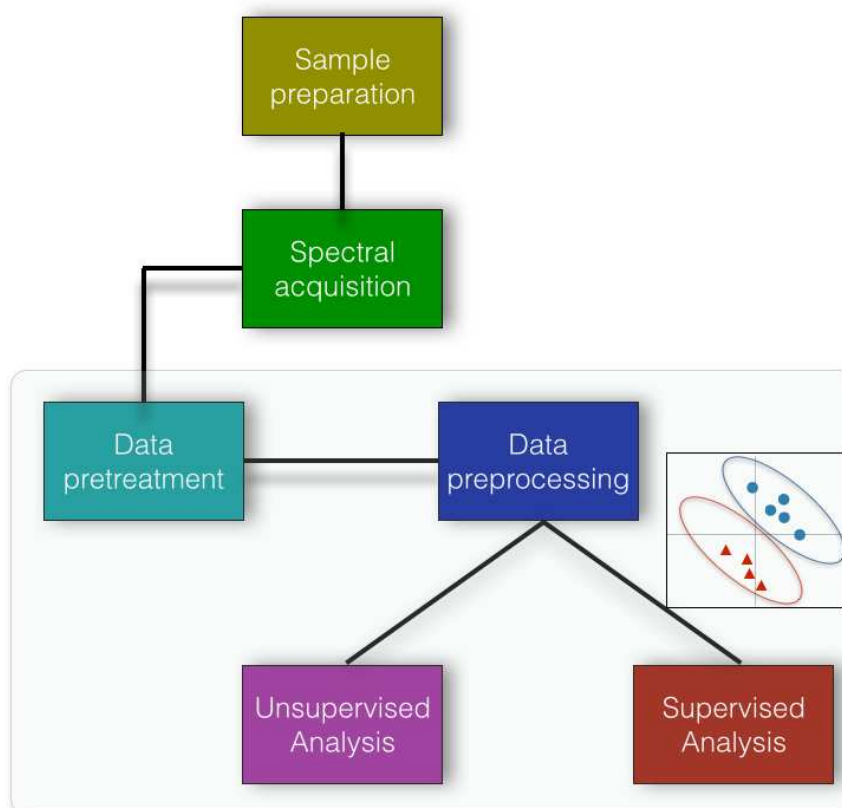 Sample
preparation
Spectral
acquisition
Data
pretreatment
Data
preprocessing
Unsupervised
Analysis
Supervised
Analysis